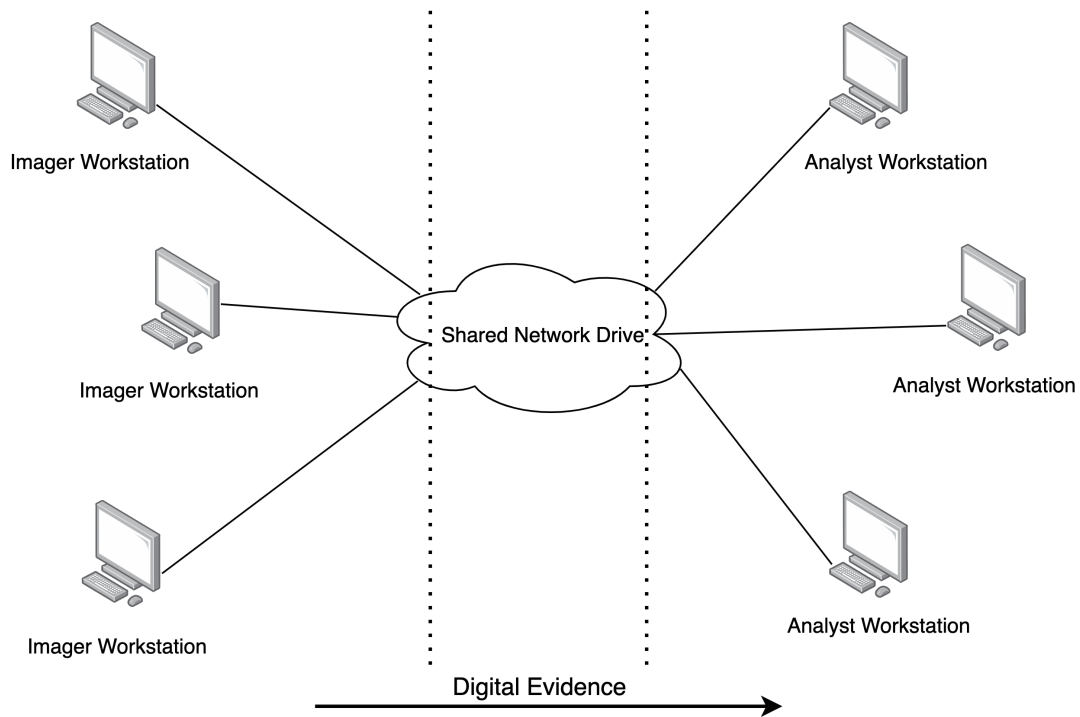 Imager Workstation
Analyst Workstation
Shared Network Drive
Imager Workstation
Analyst Workstation
Imager Workstation
Analyst Workstation
Digital Evidence